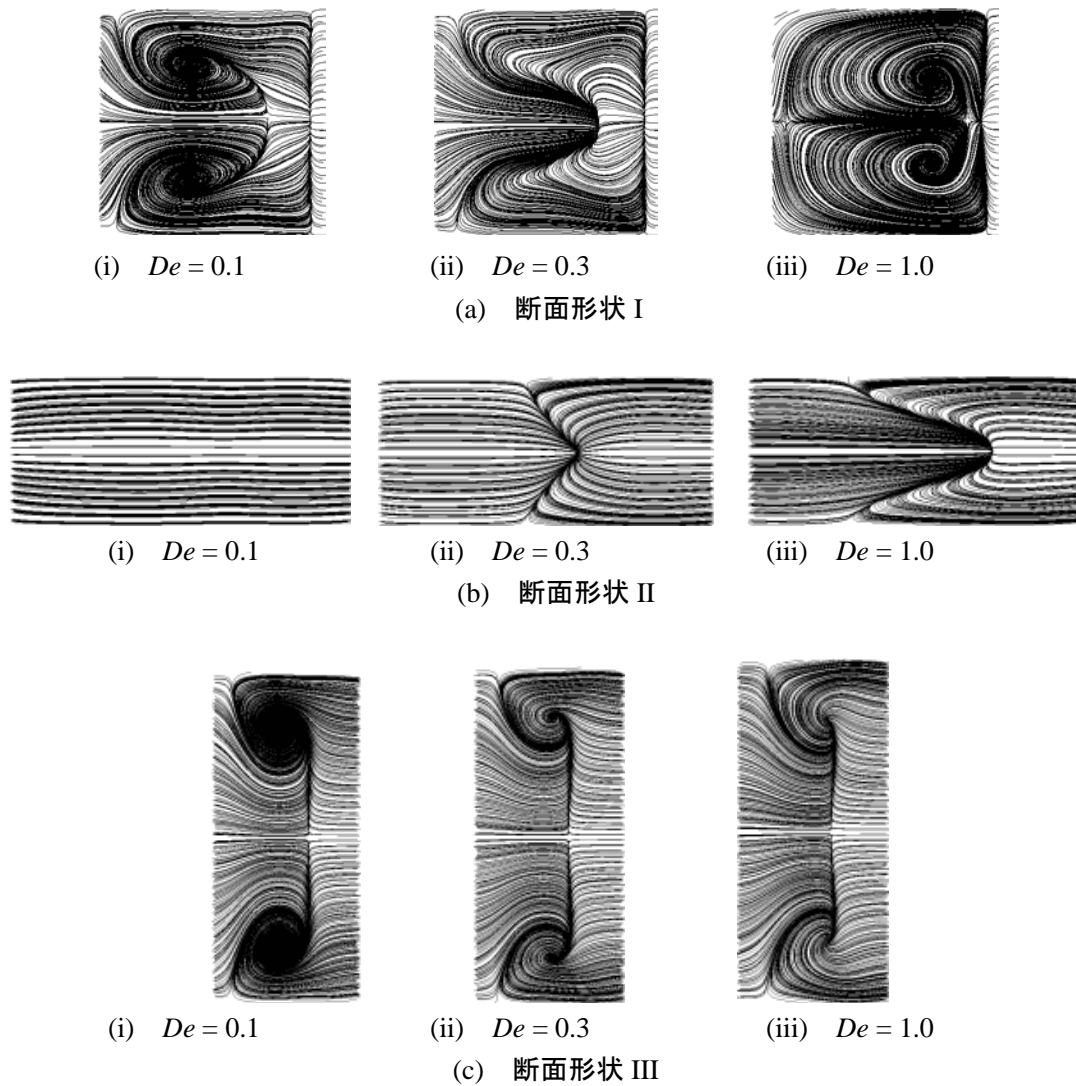 (i) De = 0.1 (ii) De = 0.3 (iii) De = 1.0
(a) 断面形状 I
(i) De = 0.1 (ii) De = 0.3 (iii) De = 1.0
(b) 断面形状 II
(i) De = 0.1 (ii) De = 0.3 (iii) De = 1.0
(c) 断面形状 III